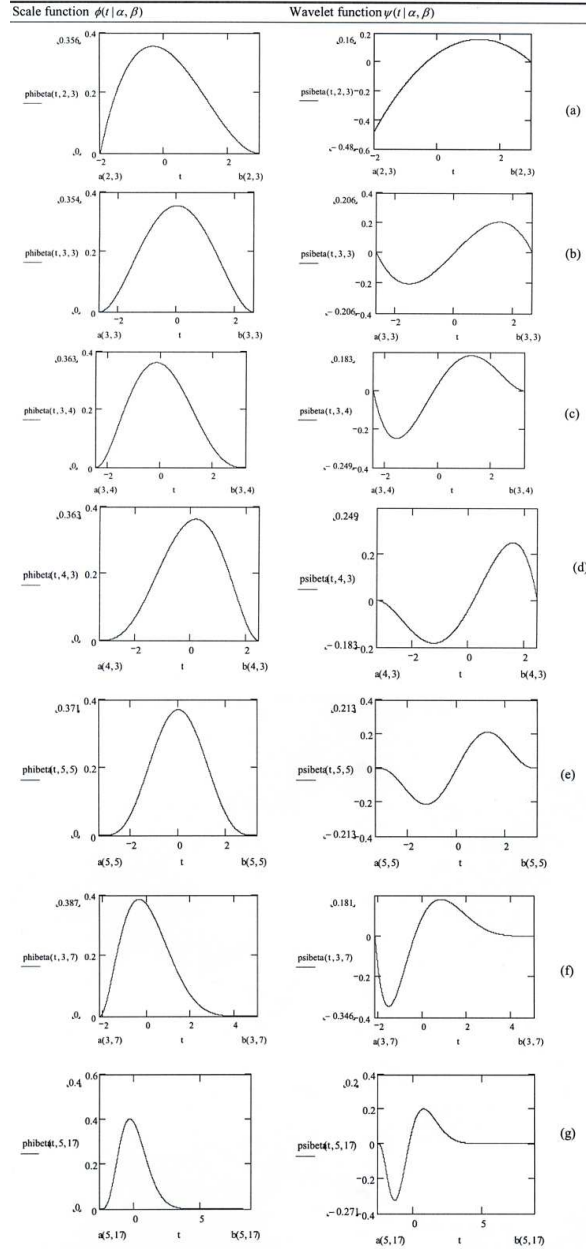 Scale function ϕ(t | α, β) Wavelet function ψ(t | α, β)
0.356 0.4 0.16 0.2
phibeta(t, 2, 3) 0.2 psibeta(t, 2, 3) 0 −0.2 −0.4 (a)
0 0 −0.48 −0.6
−2 0 2 −2 0 2
a(2, 3) t b(2, 3) a(2, 3) t b(2, 3)
0.354 0.4 0.206 0.4
phibeta(t, 3, 3) 0.2 psibeta(t, 3, 3) 0.2 0 −0.2 (b)
0 0 −0.206 −0.4
−2 0 2 −2 0 2
a(3, 3) t b(3, 3) a(3, 3) t b(3, 3)
0.363 0.4 0.183
phibeta(t, 3, 4) 0.2 psibeta(t, 3, 4) 0 −0.2 (c)
0 0 −0.249 −0.4
−2 0 2 −2 0 2
a(3, 4) t b(3, 4) a(3, 4) t b(3, 4)
0.363 0.4 0.249
phibeta(t, 4, 3) 0.2 psibeta(t, 4, 3) 0.2 0 (d)
0 0 −0.183 −0.2
−2 0 2 −2 0 2
a(4, 3) t b(4, 3) a(4, 3) t b(4, 3)
0.371 0.4 0.213 0.4
phibeta(t, 5, 5) 0.2 psibeta(t, 5, 5) 0.2 0 −0.2 (e)
0 0 −0.213 −0.4
−2 0 2 −2 0 2
a(5, 5) t b(5, 5) a(5, 5) t b(5, 5)
0.387 0.4 0.181
phibeta(t, 3, 7) 0.2 psibeta(t, 3, 7) 0 −0.2 (f)
0 0 −0.346 −0.4
−2 0 2 4 −2 0 2 4
a(3, 7) t b(3, 7) a(3, 7) t b(3, 7)
0.4 0.6 0.2 0.4
phibeta(t, 5, 17) 0.4 0.2 psibeta(t, 5, 17) 0.2 0 −0.2 (g)
0 0 −0.271 −0.4
0 5 0 5
a(5, 17) t b(5, 17) a(5, 17) t b(5, 17)